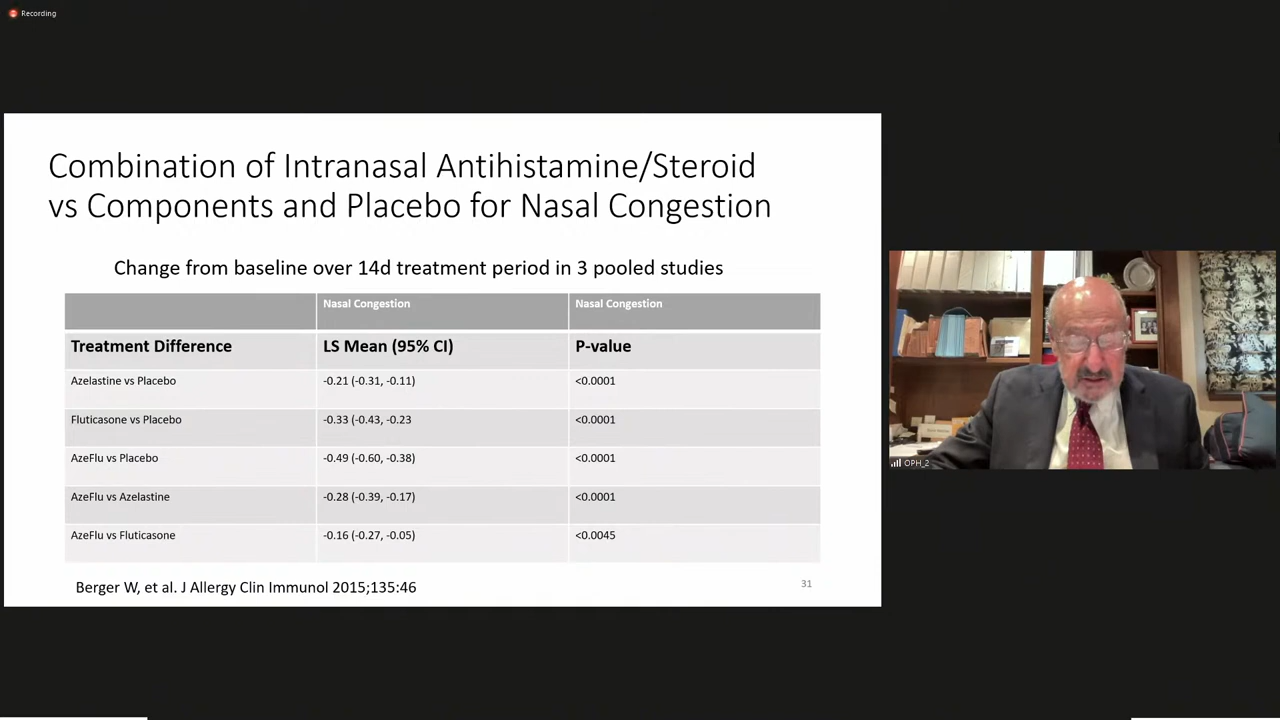 Recording
Combination of Intranasal Antihistamine/Steroid
vs Components and Placebo for Nasal Congestion
Change from baseline over 14d treatment period in 3 pooled studies
Nasal Congestion Nasal Congestion
Treatment Difference LS Mean (95% CI) P-value
Azelastine vs Placebo -0.21 (-0.31, -0.11) <0.0001
Fluticasone vs Placebo -0.33 (-0.43, -0.23 <0.0001
AzeFlu vs Placebo -0.49 (-0.60, -0.38) <0.0001
AzeFlu vs Azelastine -0.28 (-0.39, -0.17) <0.0001
AzeFlu vs Fluticasone -0.16 (-0.27, -0.05) <0.0045
Berger W, et al. J Allergy Clin Immunol 2015;135:46
31
OPH_2